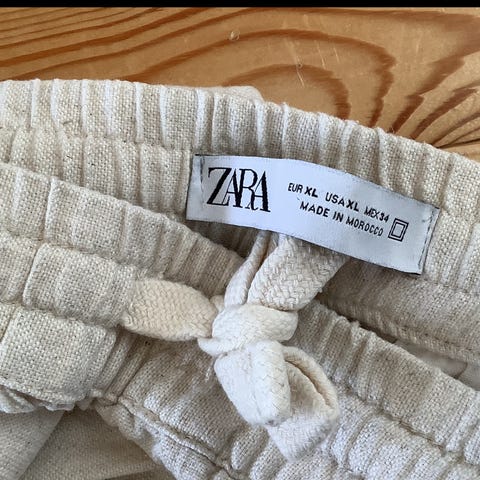 ZARA
EUR XL USA XL MEX 34
MADE IN MOROCCO